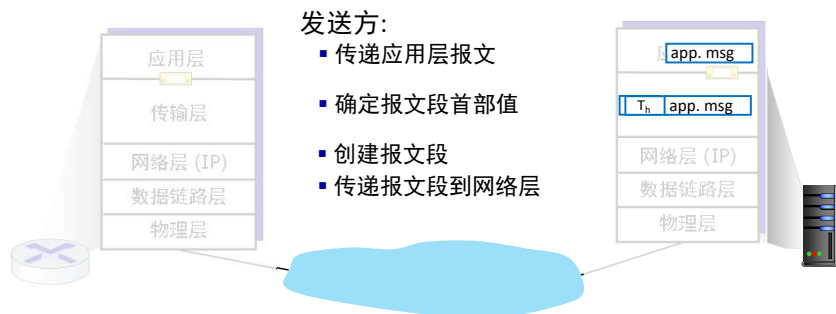 发送方:
▪ 传递应用层报文
▪ 确定报文段首部值
▪ 创建报文段
▪ 传递报文段到网络层
应用层
传输层
网络层 (IP)
数据链路层
物理层
app. msg
Th app. msg
网络层 (IP)
数据链路层
物理层